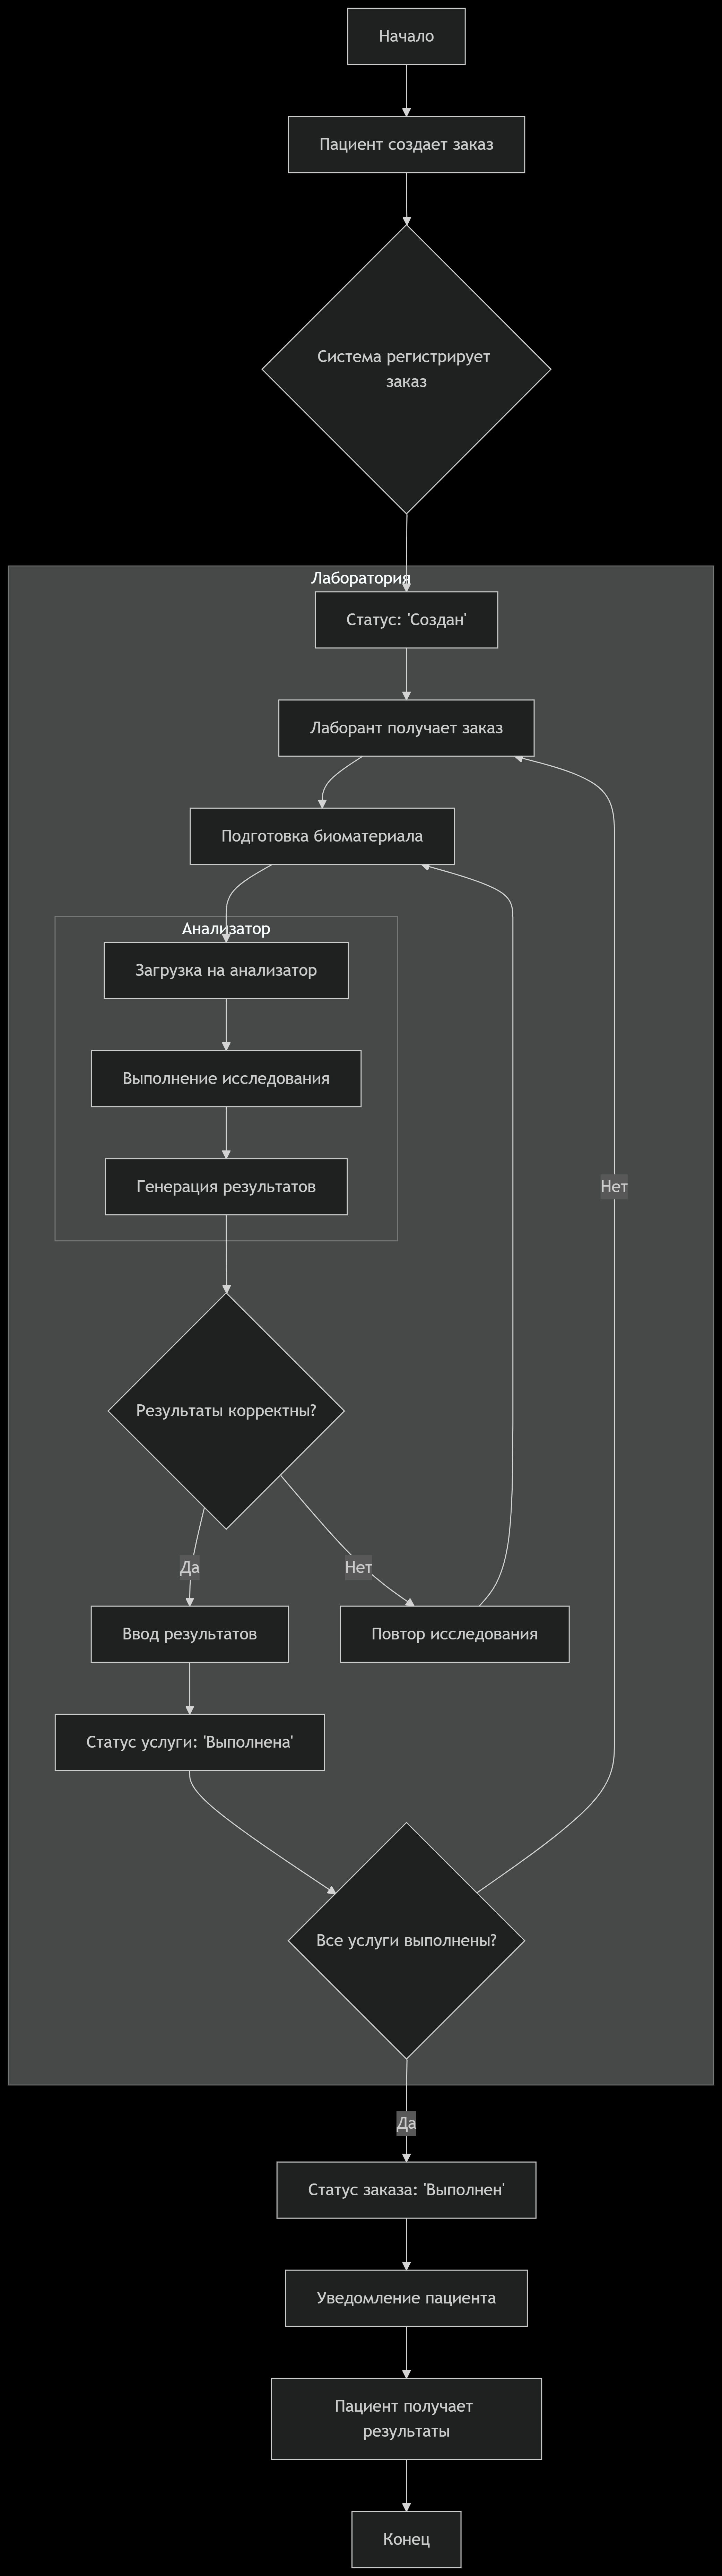 Начало
Пациент создает заказ
Система регистрирует
заказ
Лаборатория
Статус: 'Создан'
Лаборант получает заказ
Подготовка биоматериала
Анализатор
Загрузка на анализатор
Выполнение исследования
Генерация результатов
Нет
Результаты корректны?
Да
Нет
Ввод результатов
Повтор исследования
Статус услуги: 'Выполнена'
Все услуги выполнены?
Да
Статус заказа: 'Выполнен'
Уведомление пациента
Пациент получает
результаты
Конец